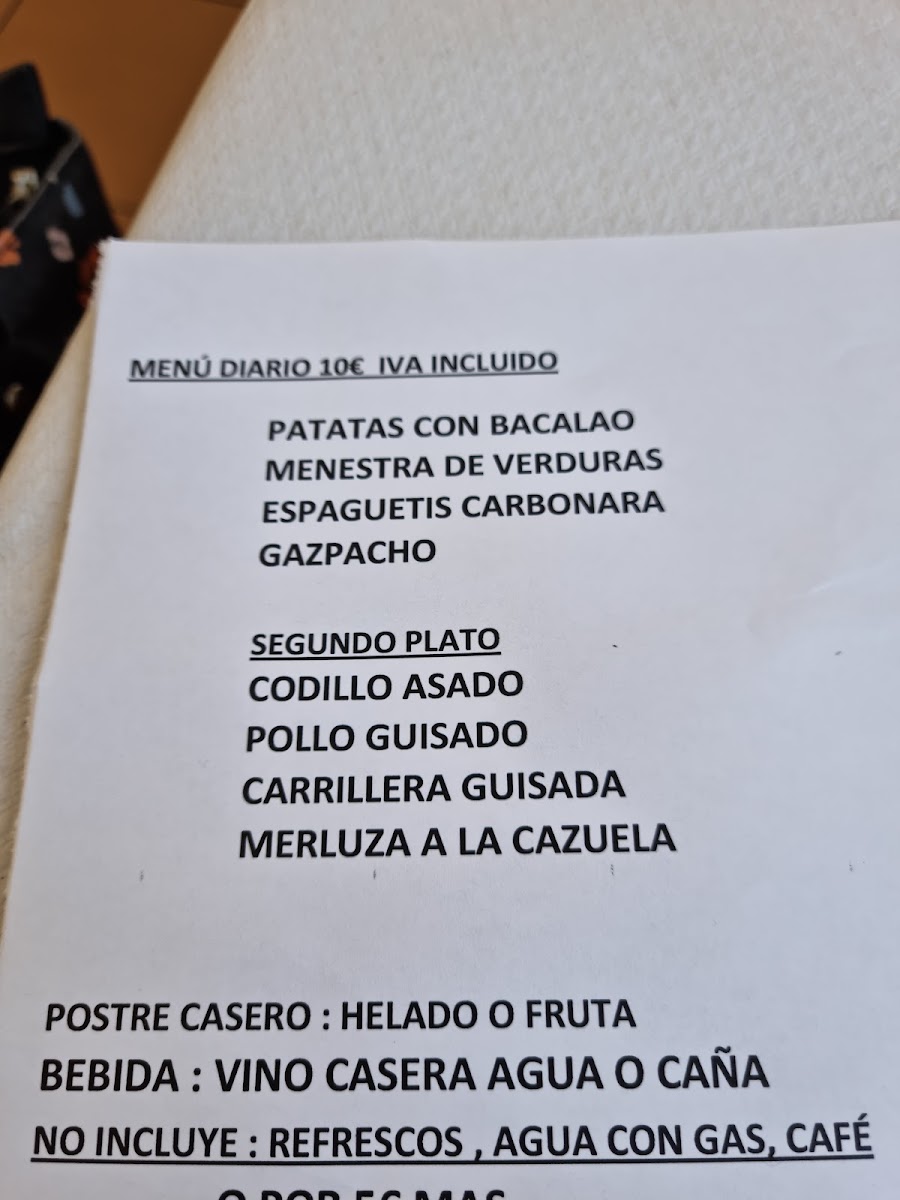 MENÚ DIARIO 10€ IVA INCLUIDO
PATATAS CON BACALAO
MENESTRA DE VERDURAS
ESPAGUETIS CARBONARA
GAZPACHO
SEGUNDO PLATO
CODILLO ASADO
POLLO GUISADO
CARRILLERA GUISADA
MERLUZA A LA CAZUELA
POSTRE CASERO : HELADO O FRUTA
BEBIDA : VINO CASERA AGUA O CAÑA
NO INCLUYE : REFRESCOS , AGUA CON GAS, CAFÉ